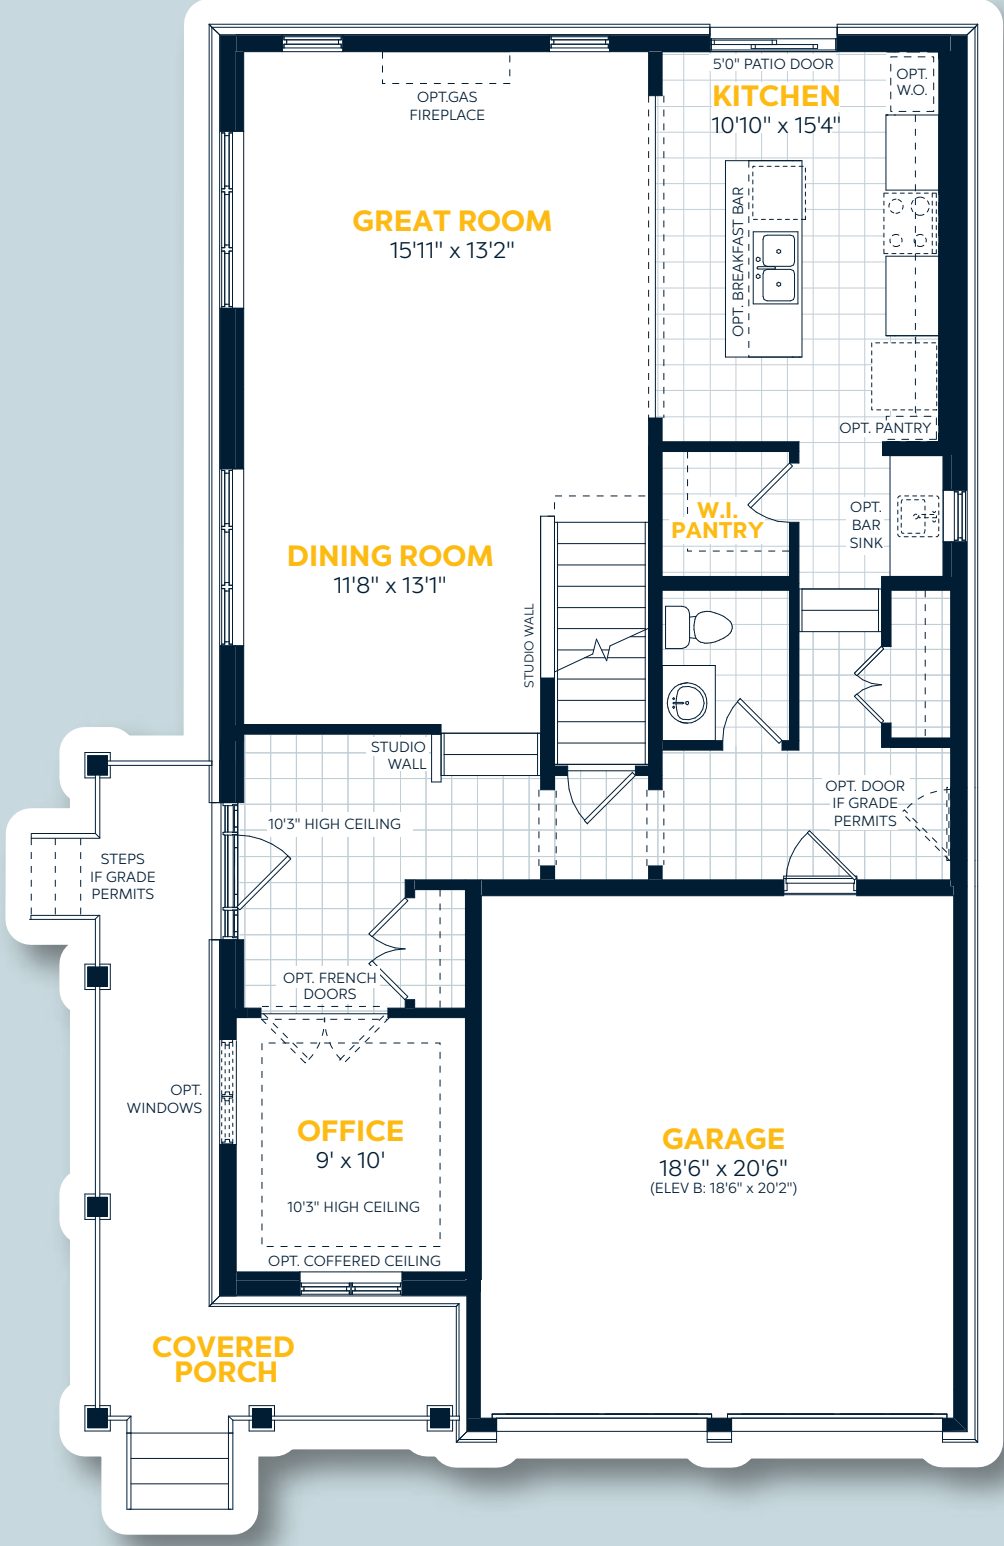 5'0" PATIO DOOR
KITCHEN
10'10" x 15'4"
OPT.
W.O.
OPT.GAS
FIREPLACE
GREAT ROOM
15'11" x 13'2"
OPT. BREAKFAST BAR
OPT. PANTRY
W.I.
PANTRY
OPT.
BAR
SINK
DINING ROOM
11'8" x 13'1"
STUDIO WALL
STUDIO
WALL
10'3" HIGH CEILING
OPT. DOOR
IF GRADE
PERMITS
STEPS
IF GRADE
PERMITS
OPT. FRENCH
DOORS
OPT.
WINDOWS
OFFICE
9' x 10'
10'3" HIGH CEILING
OPT. COFFERED CEILING
GARAGE
18'6" x 20'6"
(ELEV B: 18'6" x 20'2")
COVERED
PORCH